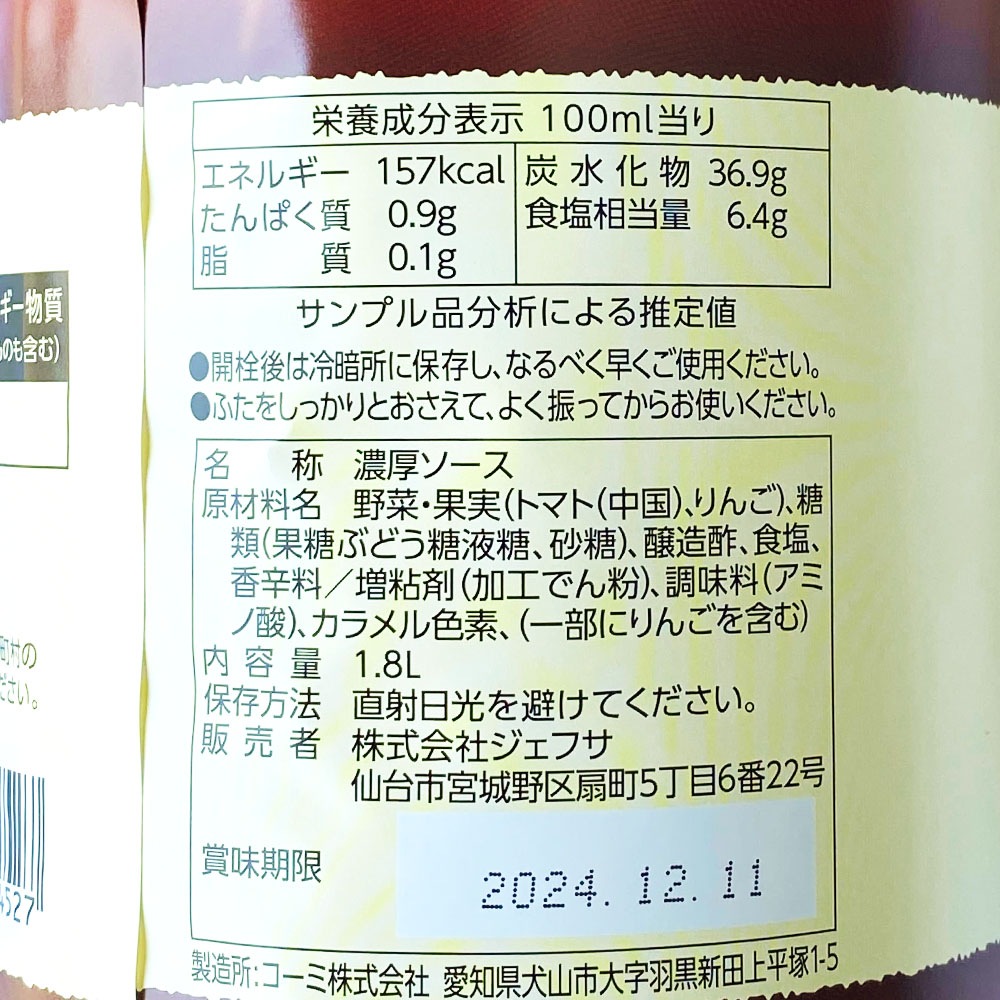 栄養成分表示 100ml当り
エネルギー 157kcal
たんぱく質 0.9g
脂 質 0.1g
炭水化物 36.9g
食塩相当量 6.4g
サンプル品分析による推定値
●開栓後は冷暗所に保存し、なるべく早くご使用ください。
●ふたをしっかりとおさえて、よく振ってからお使いください。
名 称 濃厚ソース
原材料名 野菜・果実(トマト(中国)、りんご)、糖
類(果糖ぶどう糖液糖、砂糖)、醸造酢、食塩、
香辛料／増粘剤(加工でん粉)、調味料(アミ
ノ酸)、カラメル色素、(一部にりんごを含む)
内容量 1.8L
保存方法 直射日光を避けてください。
販売者 株式会社ジェフサ
仙台市宮城野区扇町5丁目6番22号
賞味期限 2024.12.11
製造所:コーミ株式会社 愛知県犬山市大字羽黒新田上平塚1-5
ギー物質
のも含む)
町村の
ださい。
4527